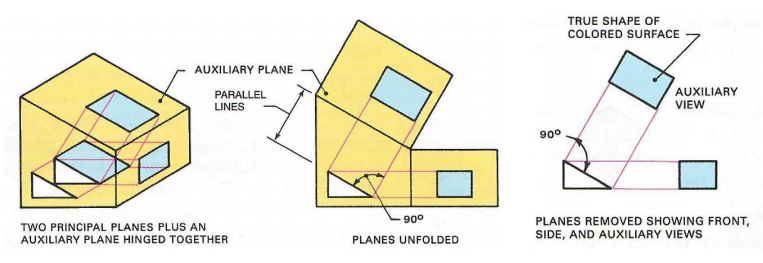 AUXILIARY PLANE
PARALLEL
LINES
90°
TWO PRINCIPAL PLANES PLUS AN
AUXILIARY PLANE HINGED TOGETHER
PLANES UNFOLDED
TRUE SHAPE OF
COLORED SURFACE
AUXILIARY
VIEW
90°
PLANES REMOVED SHOWING FRONT,
SIDE, AND AUXILIARY VIEWS